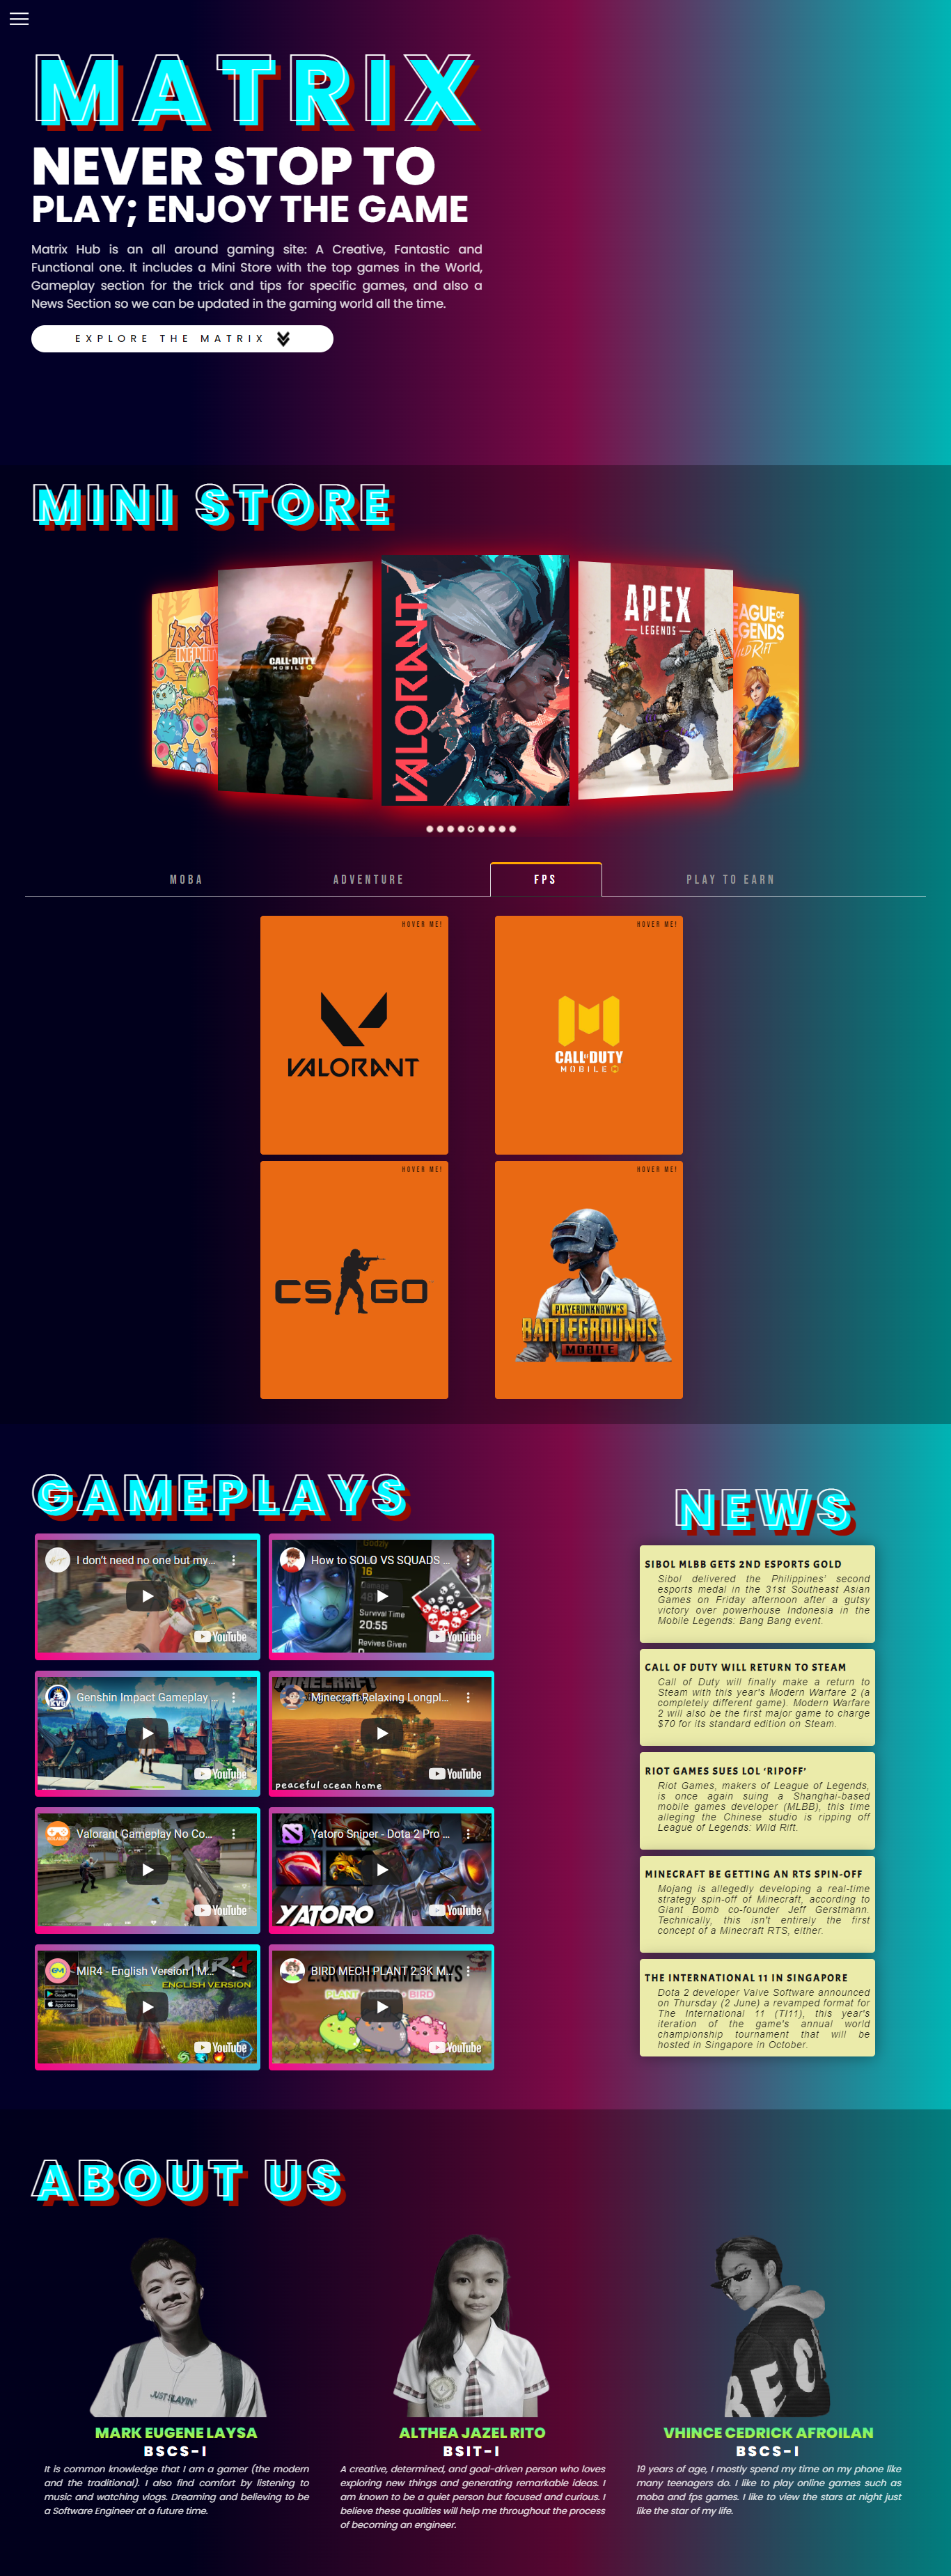 MATRIX
NEVER STOP TO
PLAY; ENJOY THE GAME
Matrix Hub is an all around gaming site: A Creative, Fantastic and
Functional one. It includes a Mini Store with the top games in the World,
Gameplay section for the trick and tips for specific games, and also a
News Section so we can be updated in the gaming world all the time.
EXPLORE THE MATRIX
MINI STORE
INFINIT
CALL OF DUTY
MOBILE
VALORANT
APEX
LEGENDS
AGUE OF
GENDS
RIFT
MOBA
ADVENTURE
FPS
PLAY TO EARN
HOVER ME!
VALORANT
HOVER ME!
CALL OF DUTY
MOBILE
HOVER ME!
CS GO
HOVER ME!
PLAYERUNKNOWN'S
BATTLEGROUNDS
MOBILE
GAMEPLAYS
I don't need no one but my...
YouTube
How to SOLO VS SQUADS ...
Godzly
16
Damage
Survival Time
20:55
Revives Given
YouTube
Genshin Impact Gameplay ...
YouTube
MINECRAFT
Minecraft Relaxing Longpl...
peaceful ocean home
YouTube
Valorant Gameplay No Co...
YouTube
Yatoro Sniper - Dota 2 Pro ...
YATORO
YouTube
MIR4 - English Version | M...
ENGLISH VERSION
Google Play
App Store
YouTube
BIRD MECH PLANT 2.3K M...
YouTube
NEWS
SIBOL MLBB GETS 2ND ESPORTS GOLD
Sibol delivered the Philippines' second
esports medal in the 31st Southeast Asian
Games on Friday afternoon after a gutsy
victory over powerhouse Indonesia in the
Mobile Legends: Bang Bang event.
CALL OF DUTY WILL RETURN TO STEAM
Call of Duty will finally make a return to
Steam with this year's Modern Warfare 2 (a
completely different game). Modern Warfare
2 will also be the first major game to charge
$70 for its standard edition on Steam.
RIOT GAMES SUES LOL ‘RIPOFF’
Riot Games, makers of League of Legends,
is once again suing a Shanghai-based
mobile games developer (MLBB), this time
alleging the Chinese studio is ripping off
League of Legends: Wild Rift.
MINECRAFT BE GETTING AN RTS SPIN-OFF
Mojang is allegedly developing a real-time
strategy spin-off of Minecraft, according to
Giant Bomb co-founder Jeff Gerstmann.
Technically, this isn't entirely the first
concept of a Minecraft RTS, either.
THE INTERNATIONAL 11 IN SINGAPORE
Dota 2 developer Valve Software announced
on Thursday (2 June) a revamped format for
The International 11 (TI11), this year's
iteration of the game's annual world
championship tournament that will be
hosted in Singapore in October.
ABOUT US
JUST SLAYIN'
MARK EUGENE LAYSA
BSCS-I
It is common knowledge that I am a gamer (the modern
and the traditional). I also find comfort by listening to
music and watching vlogs. Dreaming and believing to be
a Software Engineer at a future time.
ALTHEA JAZEL RITO
BSIT-I
A creative, determined, and goal-driven person who loves
exploring new things and generating remarkable ideas. I
am known to be a quiet person but focused and curious. I
believe these qualities will help me throughout the process
of becoming an engineer.
VHINCE CEDRICK AFROILAN
BSCS-I
19 years of age, I mostly spend my time on my phone like
many teenagers do. I like to play online games such as
moba and fps games. I like to view the stars at night just
like the star of my life.